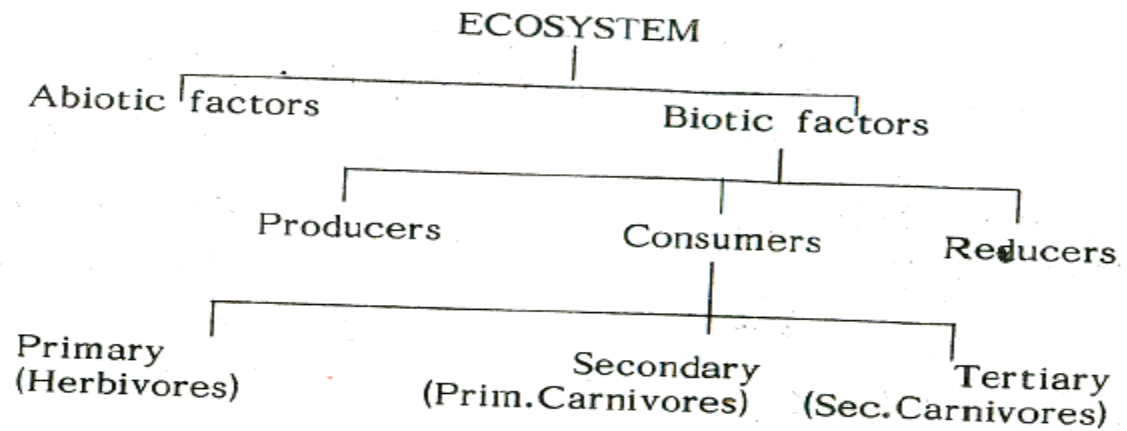 ECOSYSTEM
Abiotic factors
Biotic factors
Producers
Consumers
Reducers
Primary
(Herbivores)
Secondary
(Prim.Carnivores)
Tertiary
(Sec.Carnivores)